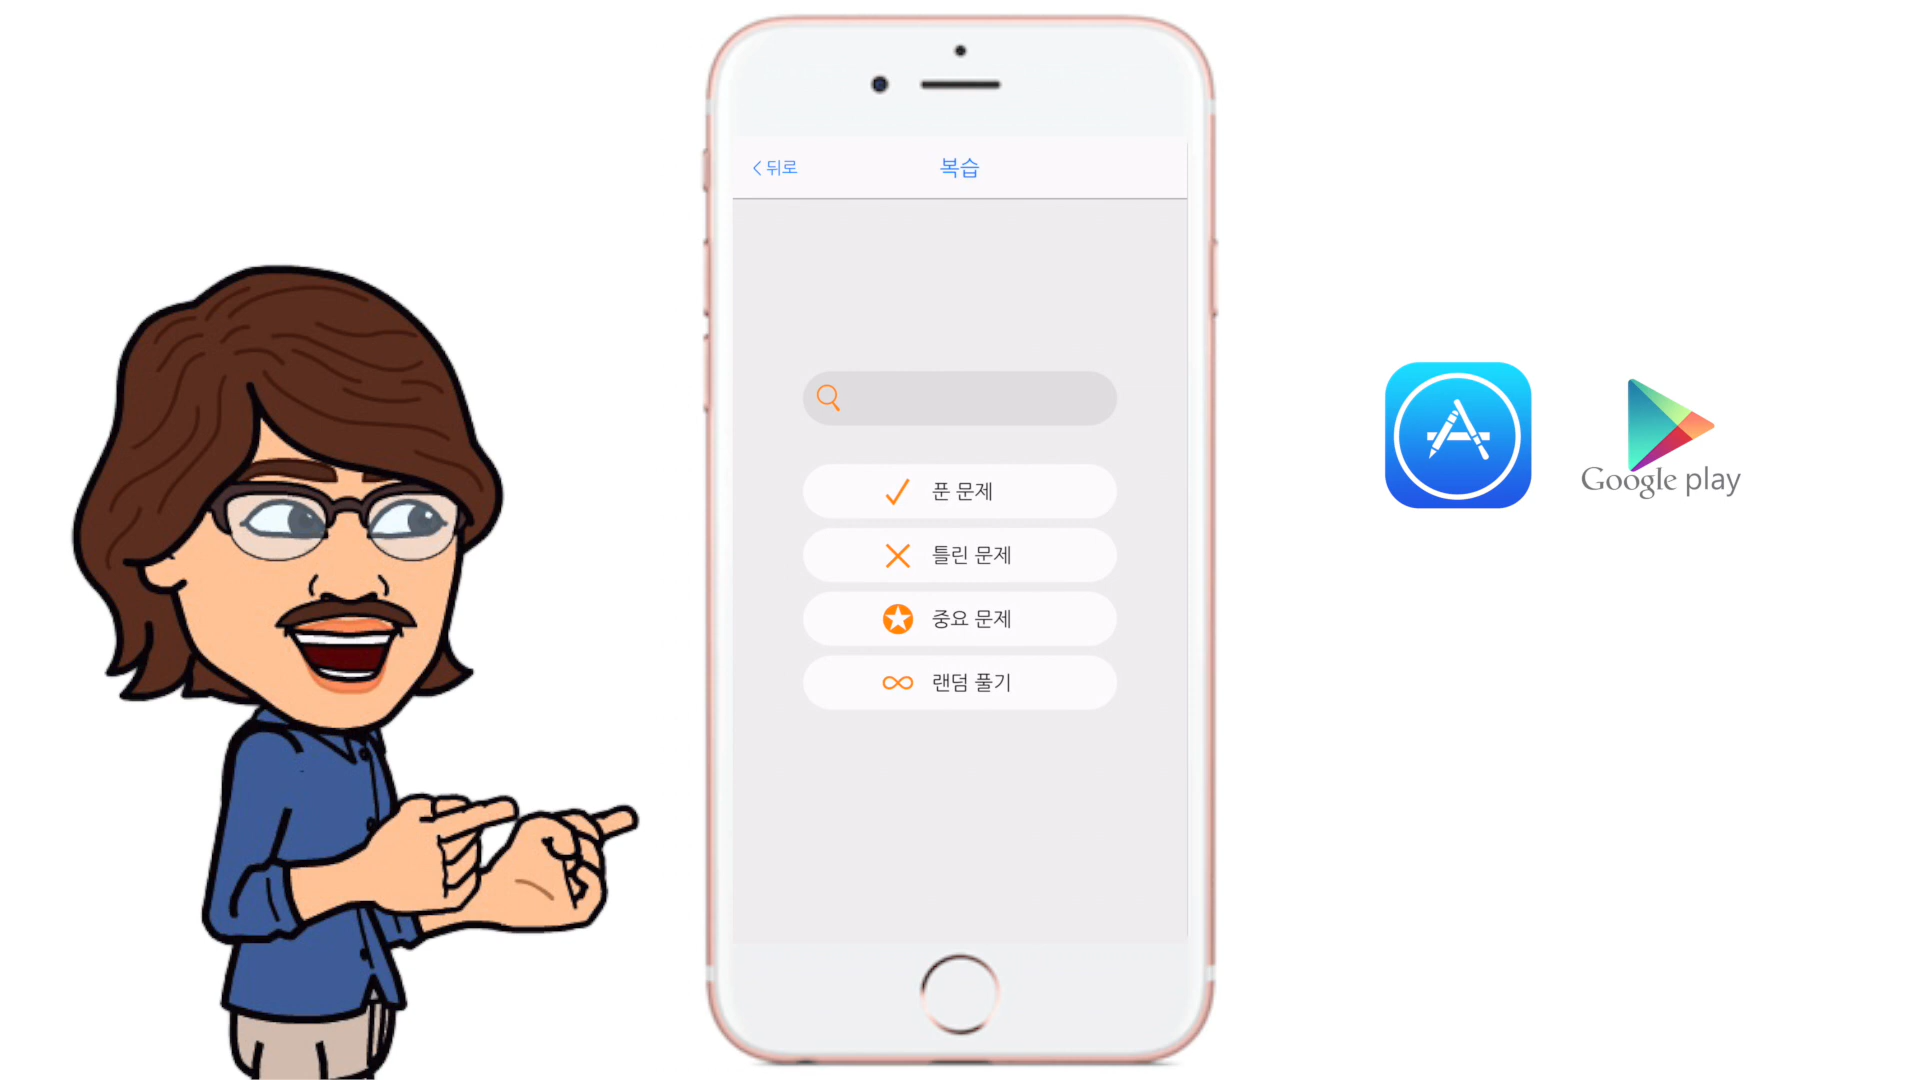 뒤로
복습
푼 문제
틀린 문제
중요 문제
랜덤 풀기
Google play